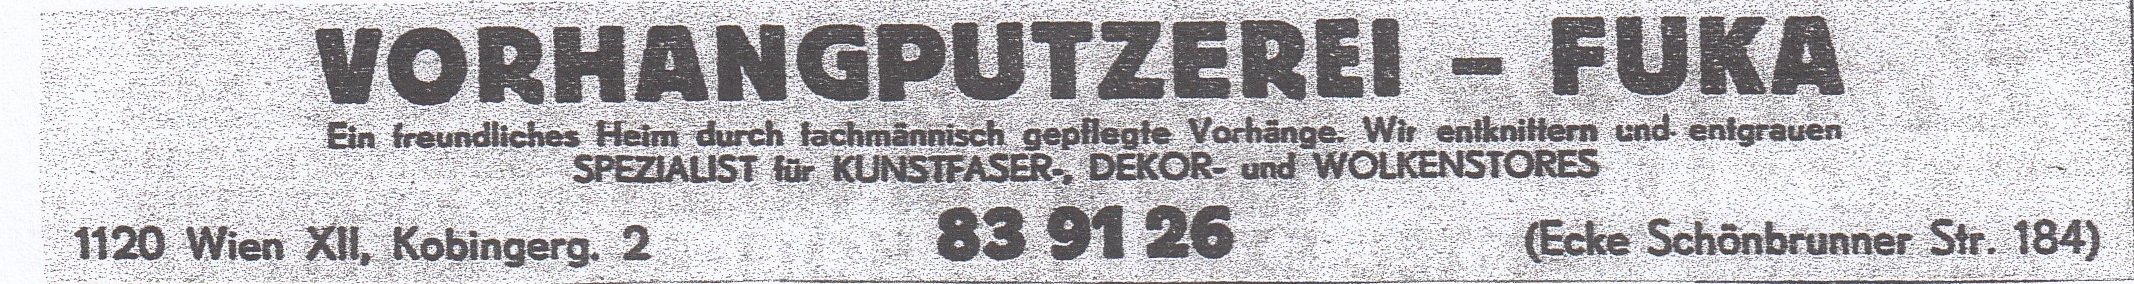 VORHANGPUTZEREI - FUKA
Ein freundliches Heim durch fachmännisch gepflegte Vorhänge. Wir entknittern und entgrauen
SPEZIALIST für KUNSTFASER-, DEKOR- und WOLKENSTORES
1120 Wien XII, Kobingerg. 2 83 91 26 (Ecke Schönbrunner Str. 184)